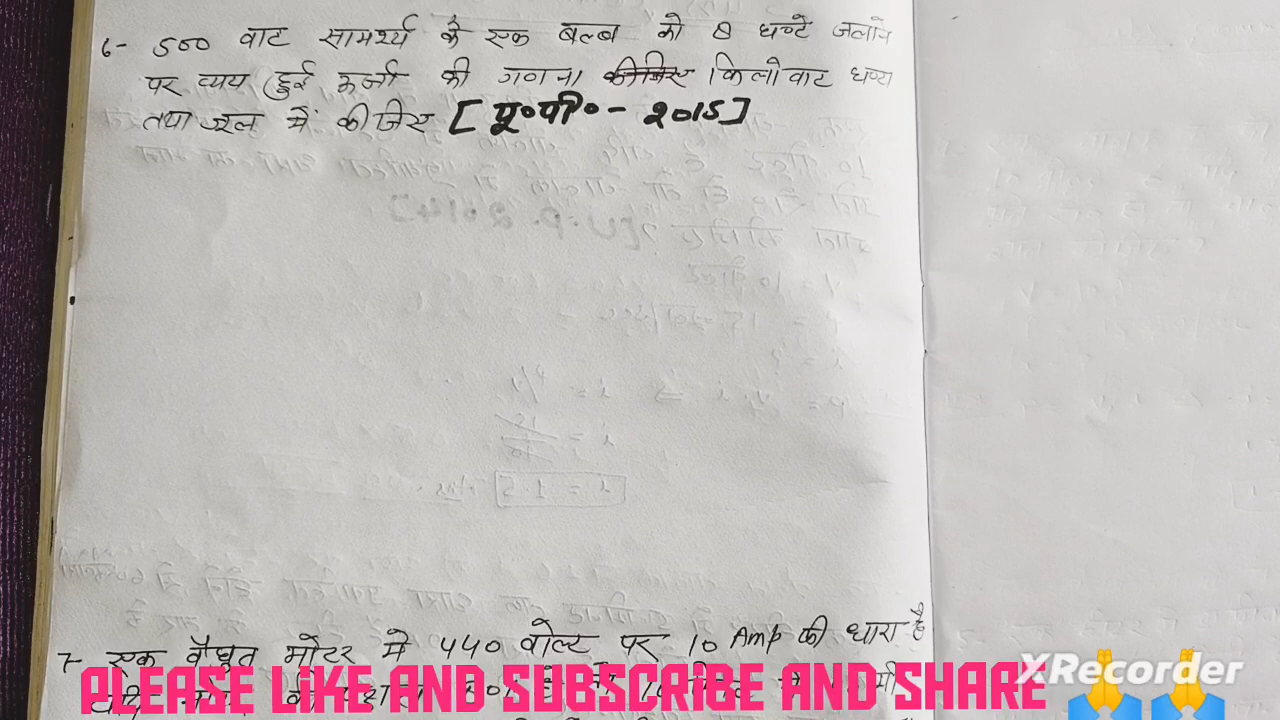 6- 500 वाट सामर्थ्य के एक बल्ब को 8 घण्टे जलाने
पर व्यय हुई ऊर्जा की गणना कीजिए किलोवाट घण्टा
तथा जूल में कीजिए [यू०पी०- 2015]
7- एक वैधुत मोटर मे 440 वोल्ट पर 10 Amp की धारा है
PLEASE LiKE AND SUBSCRiBE AND SHARE
XRecorder